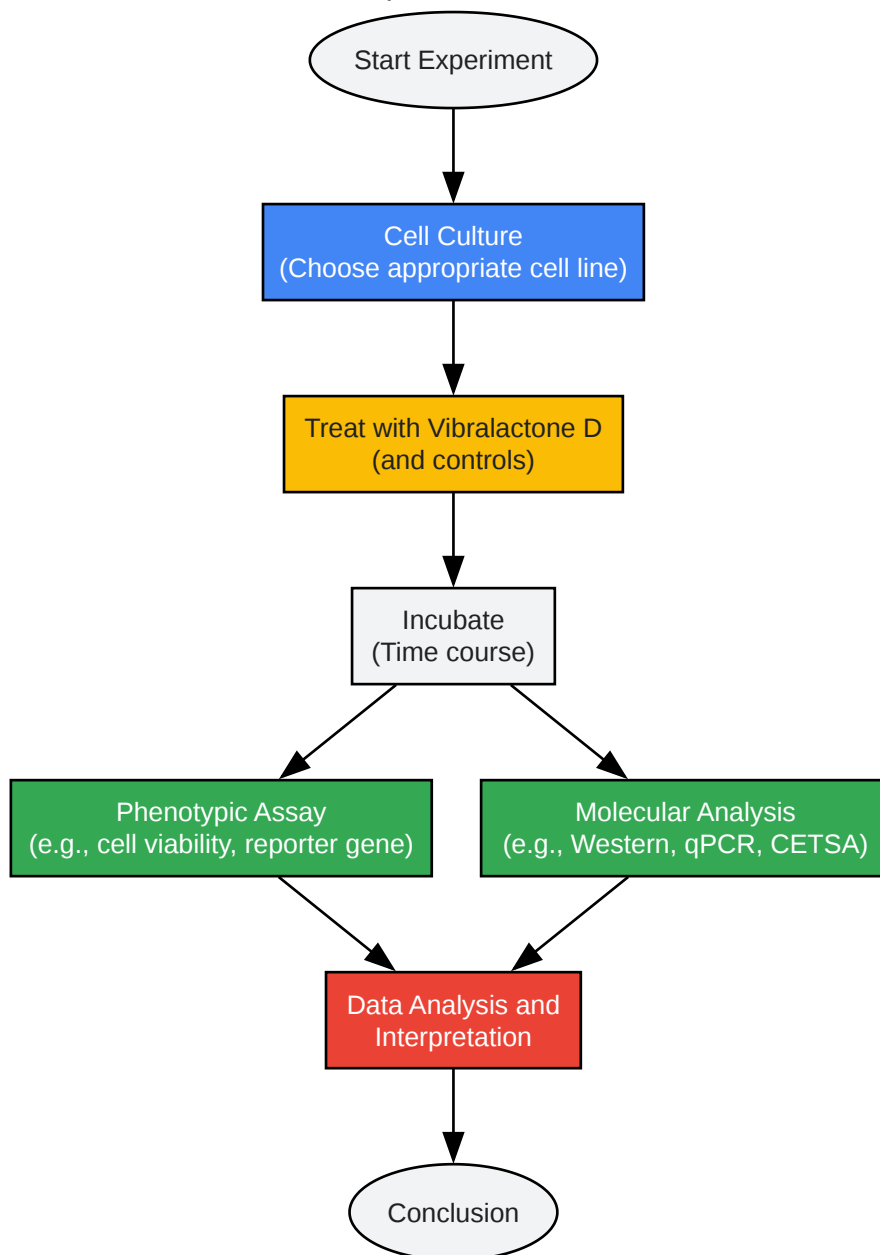 Start Experiment
Cell Culture
(Choose appropriate cell line)
Treat with Vibralactone D
(and controls)
Incubate
(Time course)
Phenotypic Assay
(e.g., cell viability, reporter gene)
Molecular Analysis
(e.g., Western, qPCR, CETSA)
Data Analysis and
Interpretation
Conclusion